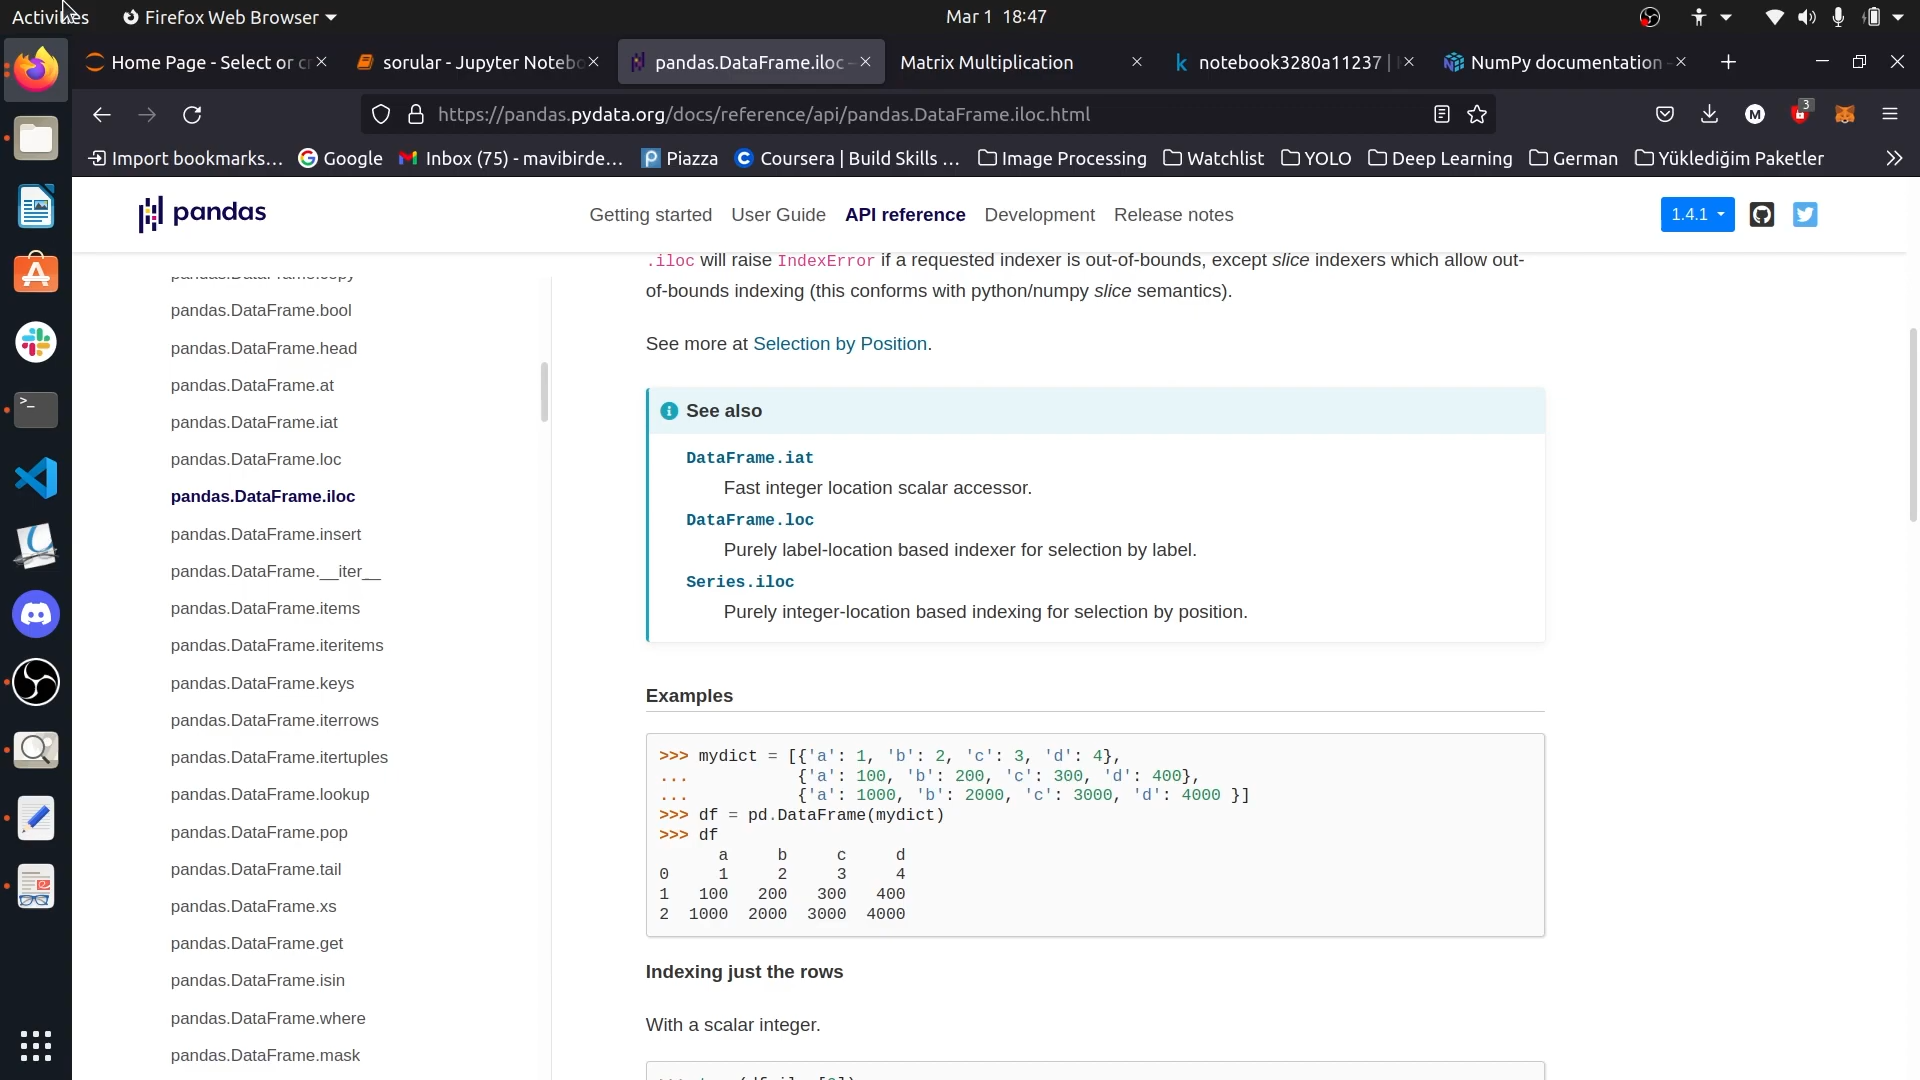 Activities Firefox Web Browser Mar 1 18:47
Home Page - Select or cr sorular - Jupyter Notebo pandas.DataFrame.iloc Matrix Multiplication notebook3280a11237 | NumPy documentation
https://pandas.pydata.org/docs/reference/api/pandas.DataFrame.iloc.html M 3
Import bookmarks... Google Inbox (75) - mavibirde... Piazza Coursera | Build Skills ... Image Processing Watchlist YOLO Deep Learning German Yüklediğim Paketler
pandas Getting started User Guide API reference Development Release notes 1.4.1
pandas.DataFrame.copy
pandas.DataFrame.bool
pandas.DataFrame.head
pandas.DataFrame.at
pandas.DataFrame.iat
pandas.DataFrame.loc
pandas.DataFrame.iloc
pandas.DataFrame.insert
pandas.DataFrame.__iter__
pandas.DataFrame.items
pandas.DataFrame.iteritems
pandas.DataFrame.keys
pandas.DataFrame.iterrows
pandas.DataFrame.itertuples
pandas.DataFrame.lookup
pandas.DataFrame.pop
pandas.DataFrame.tail
pandas.DataFrame.xs
pandas.DataFrame.get
pandas.DataFrame.isin
pandas.DataFrame.where
pandas.DataFrame.mask
.iloc will raise IndexError if a requested indexer is out-of-bounds, except slice indexers which allow out-
of-bounds indexing (this conforms with python/numpy slice semantics).
See more at Selection by Position.
See also
DataFrame.iat
Fast integer location scalar accessor.
DataFrame.loc
Purely label-location based indexer for selection by label.
Series.iloc
Purely integer-location based indexing for selection by position.
Examples
>>> mydict = [{'a': 1, 'b': 2, 'c': 3, 'd': 4},
...           {'a': 100, 'b': 200, 'c': 300, 'd': 400},
...           {'a': 1000, 'b': 2000, 'c': 3000, 'd': 4000 }]
>>> df = pd.DataFrame(mydict)
>>> df
      a     b     c     d
0     1     2     3     4
1   100   200   300   400
2  1000  2000  3000  4000
Indexing just the rows
With a scalar integer.